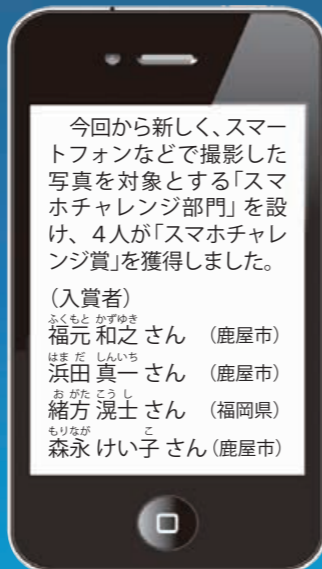 今回から新しく、スマー
トフォンなどで撮影した
写真を対象とする「スマ
ホチャレンジ部門」を設
け、4人が「スマホチャレ
ンジ賞」を獲得しました。
(入賞者)
ふくもと かずゆき
福元 和之 さん (鹿屋市)
はまだ しんいち
浜田 真一 さん (鹿屋市)
おがた こうし
緒方 滉士 さん (福岡県)
もりなが こ
森永 けい子 さん(鹿屋市)